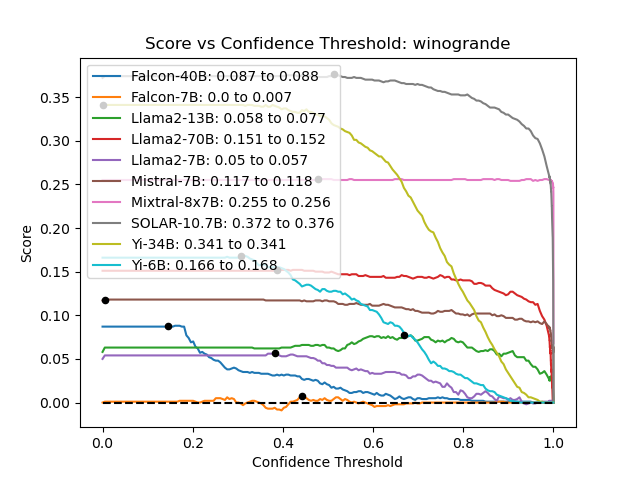 Score vs Confidence Threshold: winogrande
Falcon-40B: 0.087 to 0.088
Falcon-7B: 0.0 to 0.007
Llama2-13B: 0.058 to 0.077
Llama2-70B: 0.151 to 0.152
Llama2-7B: 0.05 to 0.057
Mistral-7B: 0.117 to 0.118
Mixtral-8x7B: 0.255 to 0.256
SOLAR-10.7B: 0.372 to 0.376
Yi-34B: 0.341 to 0.341
Yi-6B: 0.166 to 0.168
0.35
0.30
0.25
0.20
0.15
0.10
0.05
0.00
Score
0.0 0.2 0.4 0.6 0.8 1.0
Confidence Threshold